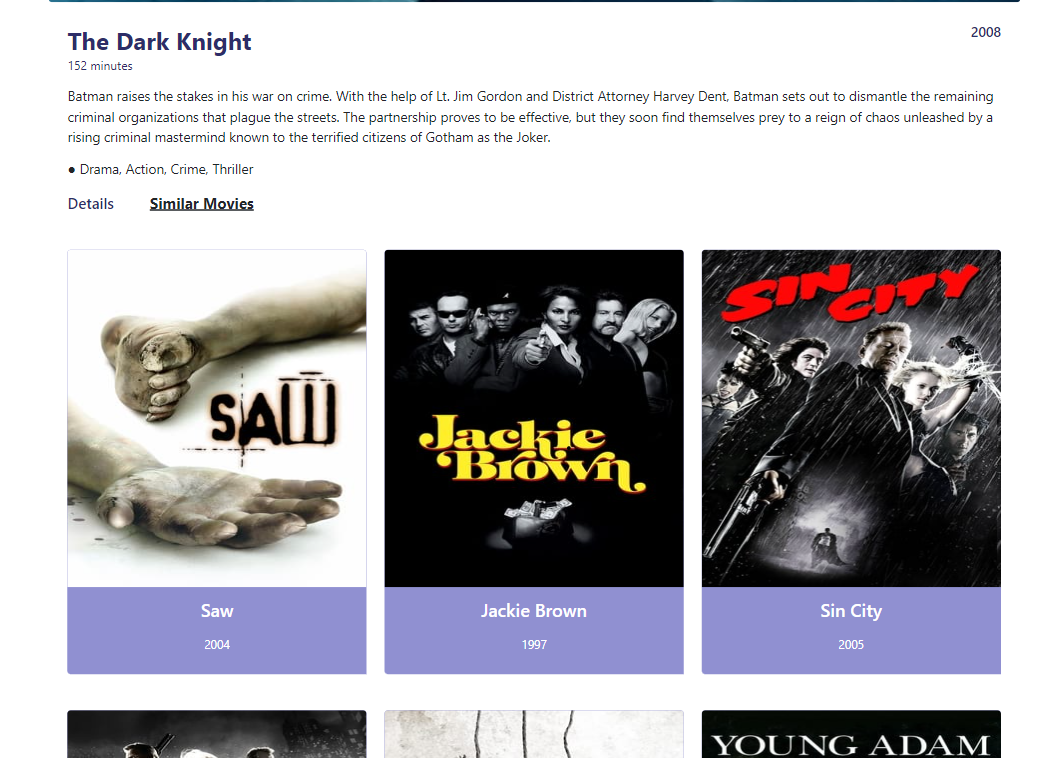 The Dark Knight
2008
152 minutes
Batman raises the stakes in his war on crime. With the help of Lt. Jim Gordon and District Attorney Harvey Dent, Batman sets out to dismantle the remaining
criminal organizations that plague the streets. The partnership proves to be effective, but they soon find themselves prey to a reign of chaos unleashed by a
rising criminal mastermind known to the terrified citizens of Gotham as the Joker.
● Drama, Action, Crime, Thriller
Details Similar Movies
SAW
Jackie
Brown
SIN
CITY
Saw
2004
Jackie Brown
1997
Sin City
2005
YOUNG ADAM